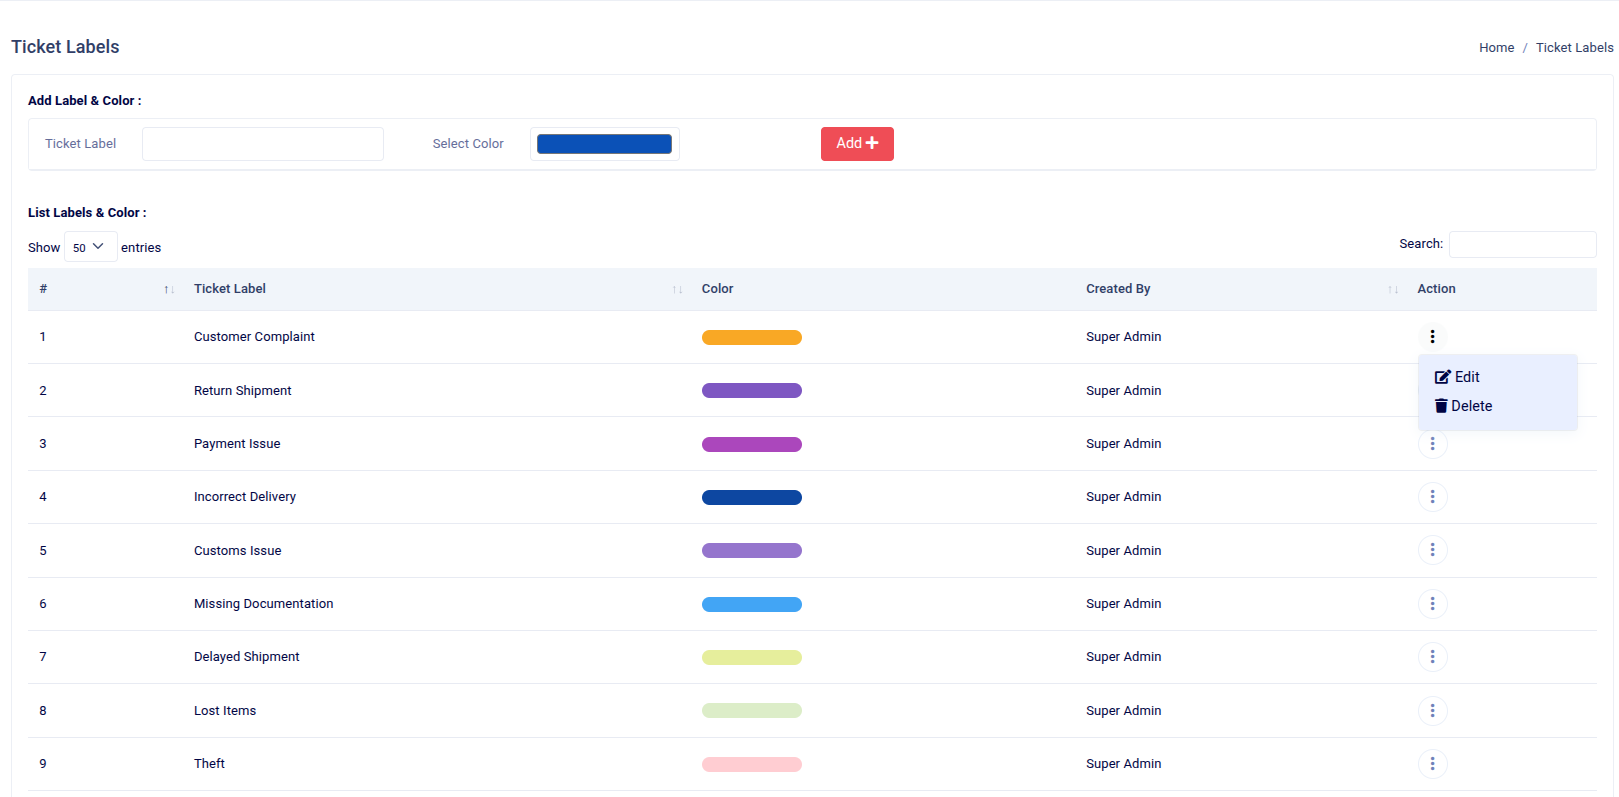 Ticket Labels
Home / Ticket Labels
Add Label & Color :
Ticket Label
Select Color
Add
List Labels & Color :
Show 50 entries
Search:
# Ticket Label Color Created By Action
1 Customer Complaint Super Admin
Edit
Delete
2 Return Shipment Super Admin
3 Payment Issue Super Admin
4 Incorrect Delivery Super Admin
5 Customs Issue Super Admin
6 Missing Documentation Super Admin
7 Delayed Shipment Super Admin
8 Lost Items Super Admin
9 Theft Super Admin